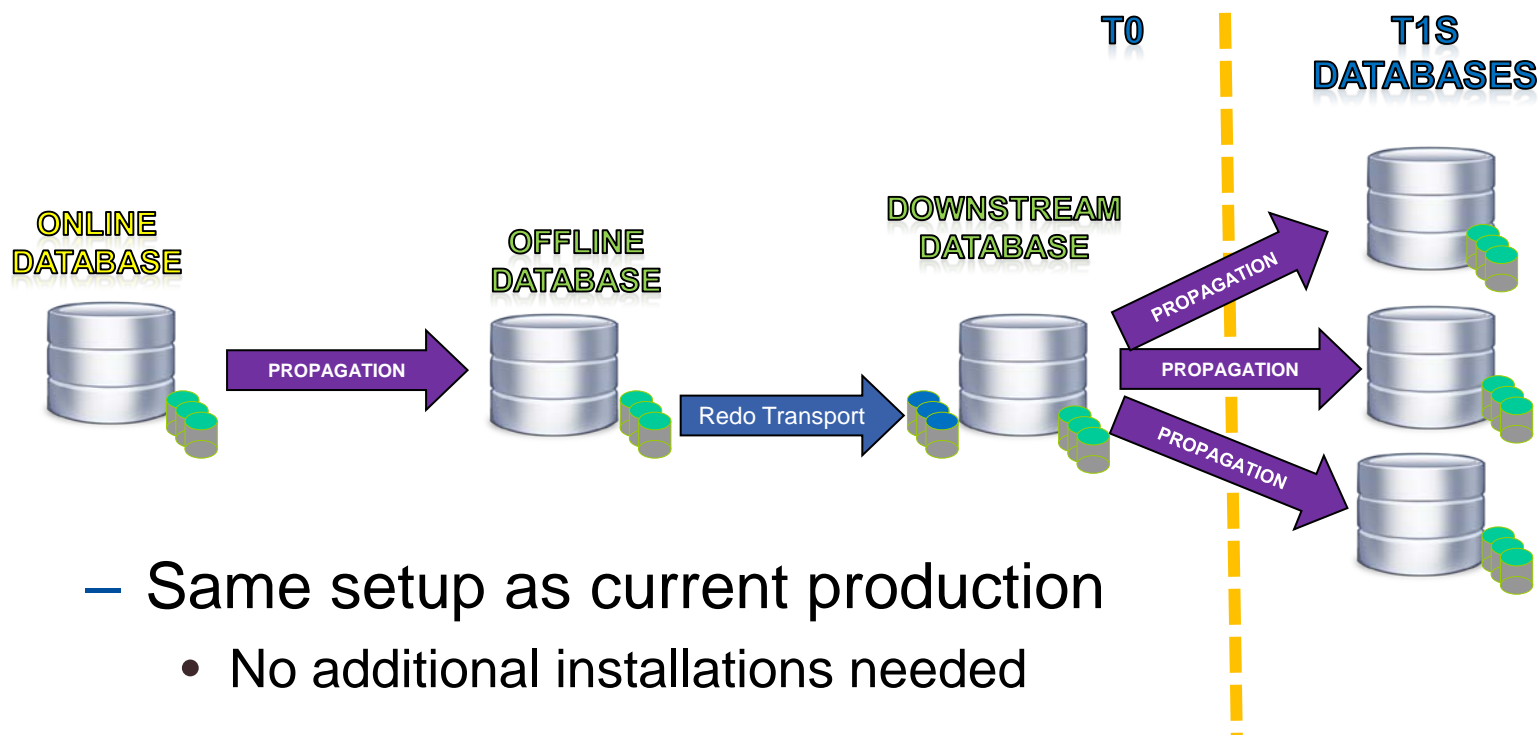 T0
T1S
DATABASES
ONLINE
DATABASE
OFFLINE
DATABASE
DOWNSTREAM
DATABASE
PROPAGATION
PROPAGATION
PROPAGATION
Redo Transport
PROPAGATION
– Same setup as current production
• No additional installations needed